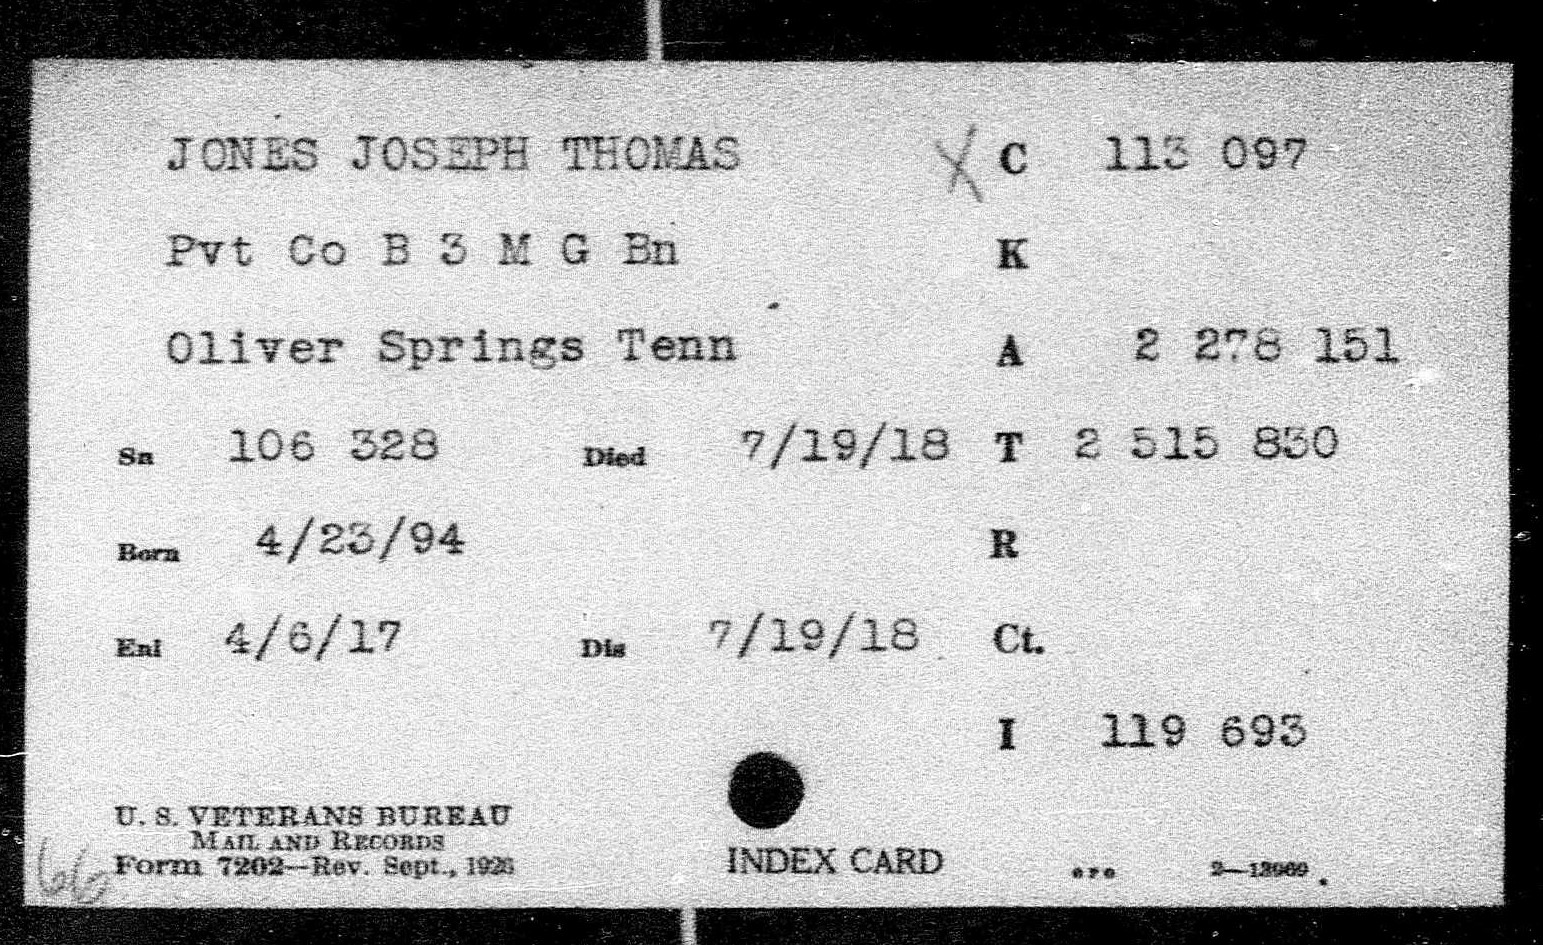 JONES JOSEPH THOMAS X C 113 097
Pvt Co B 3 M G Bn K
Oliver Springs Tenn A 2 278 151
Sn 106 328 Died 7/19/18 T 2 515 830
Born 4/23/94 R
Enl 4/6/17 Dis 7/19/18 Ct.
I 119 693
U. S. VETERANS BUREAU
MAIL AND RECORDS
Form 7202—Rev. Sept., 1926
INDEX CARD GPO
66